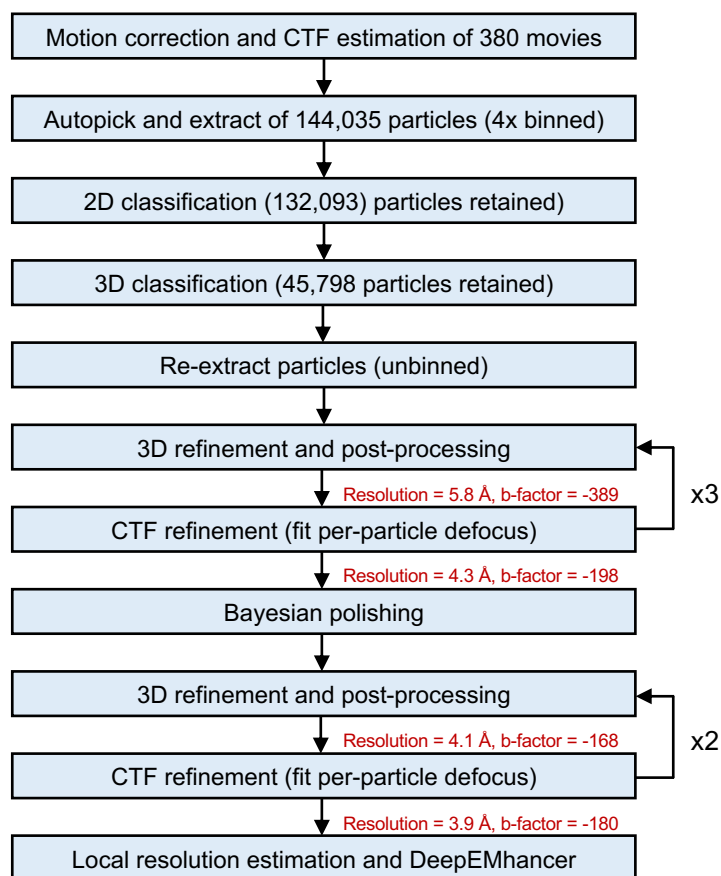 Motion correction and CTF estimation of 380 movies
Autopick and extract of 144,035 particles (4x binned)
2D classification (132,093) particles retained)
3D classification (45,798 particles retained)
Re-extract particles (unbinned)
3D refinement and post-processing
Resolution = 5.8 Å, b-factor = -389
x3
CTF refinement (fit per-particle defocus)
Resolution = 4.3 Å, b-factor = -198
Bayesian polishing
3D refinement and post-processing
Resolution = 4.1 Å, b-factor = -168
x2
CTF refinement (fit per-particle defocus)
Resolution = 3.9 Å, b-factor = -180
Local resolution estimation and DeepEMhancer